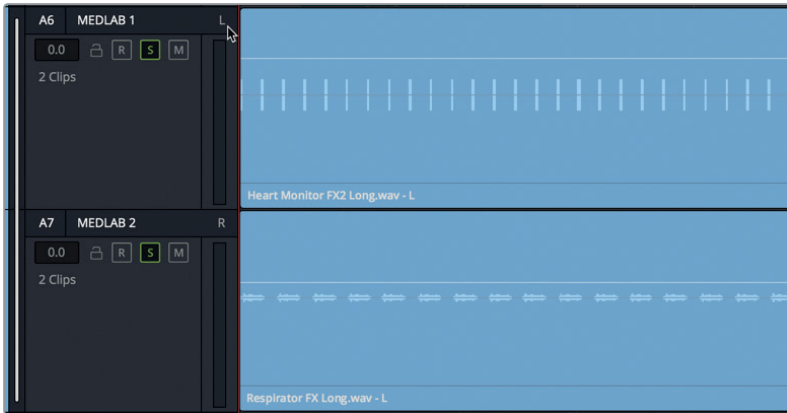 A6 MEDLAB 1 L
0.0 R S M
2 Clips
Heart Monitor FX2 Long.wav - L
A7 MEDLAB 2 R
0.0 R S M
2 Clips
Respirator FX Long.wav - L